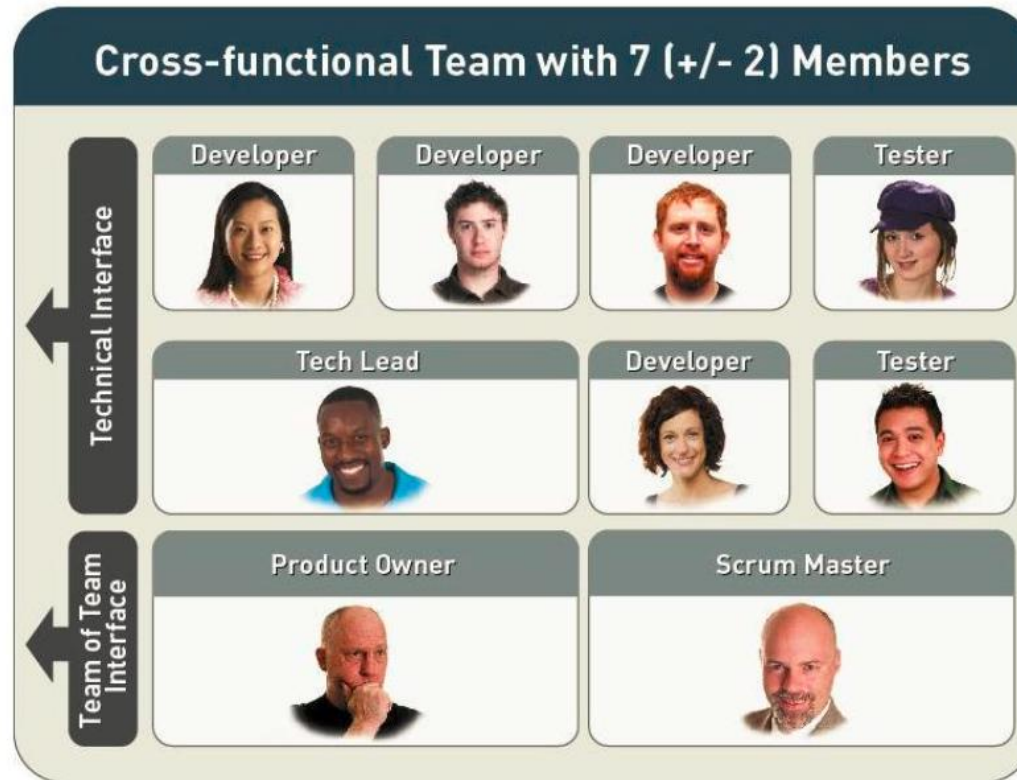 Cross-functional Team with 7 (+/- 2) Members
Technical Interface
Developer
Developer
Developer
Tester
Tech Lead
Developer
Tester
Team of Team
Interface
Product Owner
Scrum Master